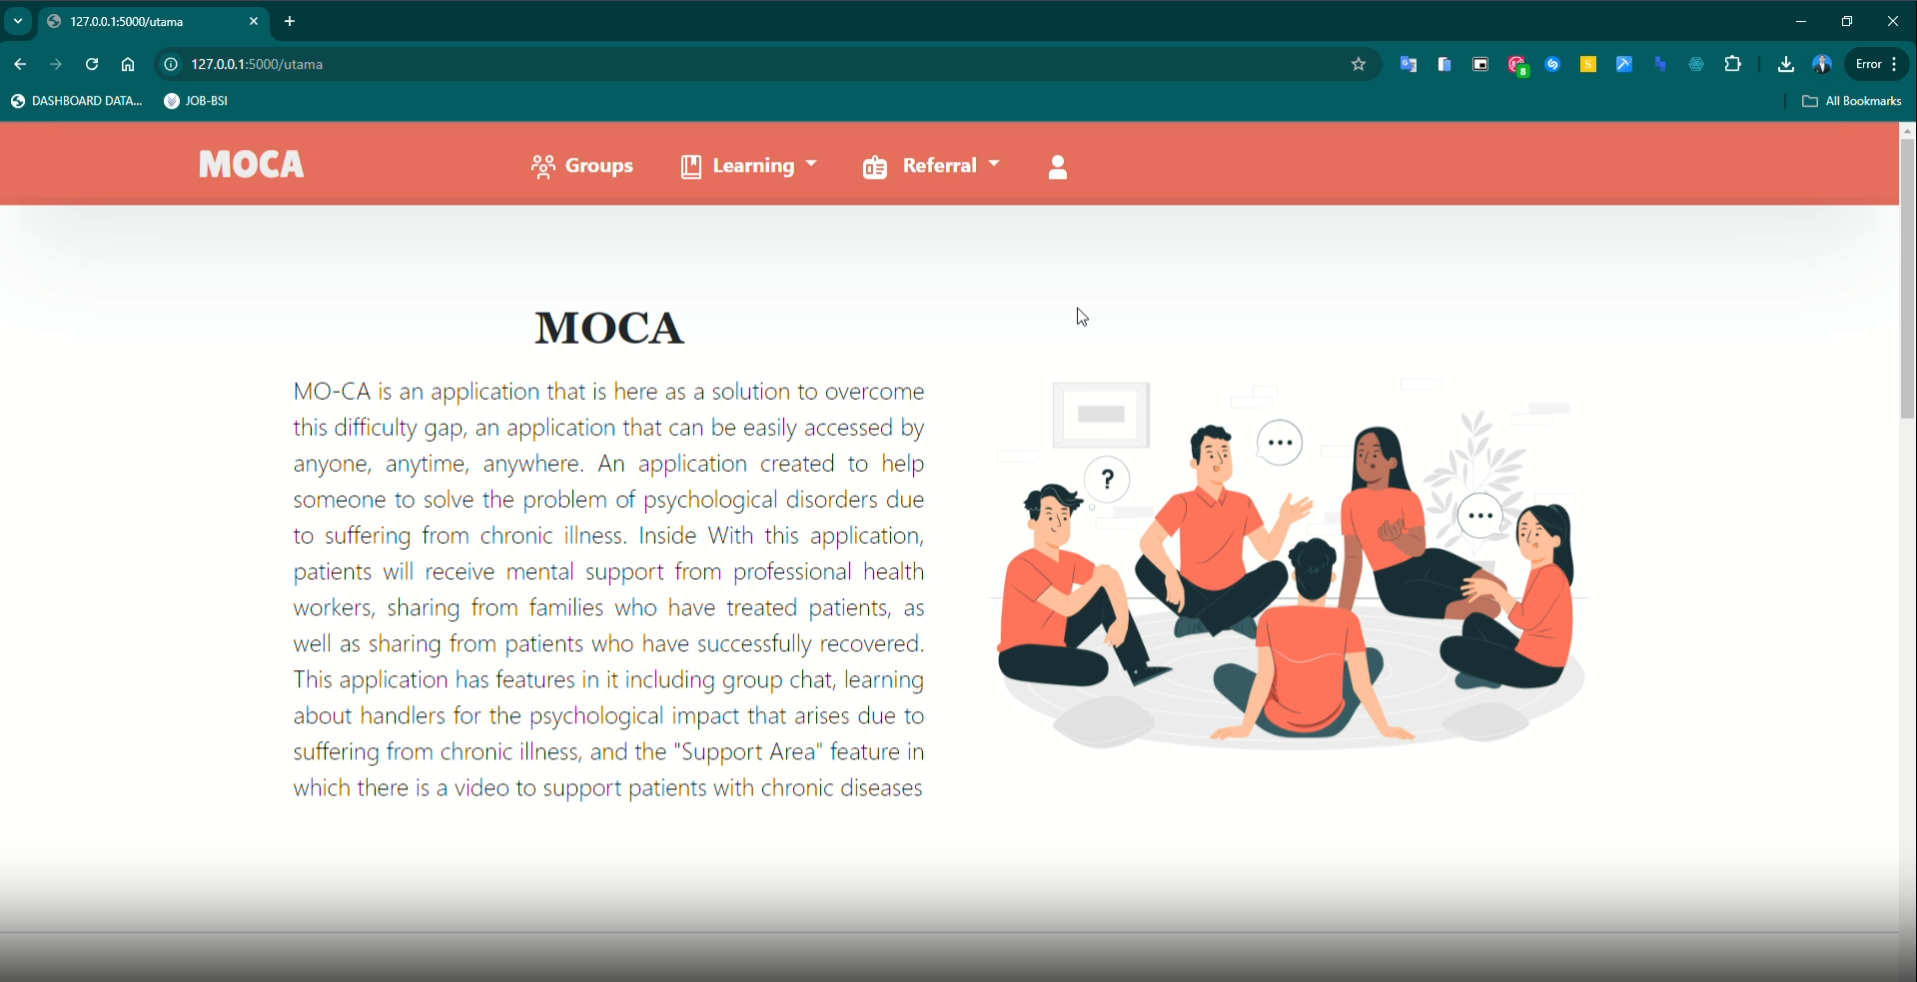 127.0.0.1:5000/utama
127.0.0.1:5000/utama
8
S
Error
DASHBOARD DATA...
JOB-BSI
All Bookmarks
MOCA
Groups
Learning
Referral
MOCA
MO-CA is an application that is here as a solution to overcome
this difficulty gap, an application that can be easily accessed by
anyone, anytime, anywhere. An application created to help
someone to solve the problem of psychological disorders due
to suffering from chronic illness. Inside With this application,
patients will receive mental support from professional health
workers, sharing from families who have treated patients, as
well as sharing from patients who have successfully recovered.
This application has features in it including group chat, learning
about handlers for the psychological impact that arises due to
suffering from chronic illness, and the "Support Area" feature in
which there is a video to support patients with chronic diseases
?
...
...